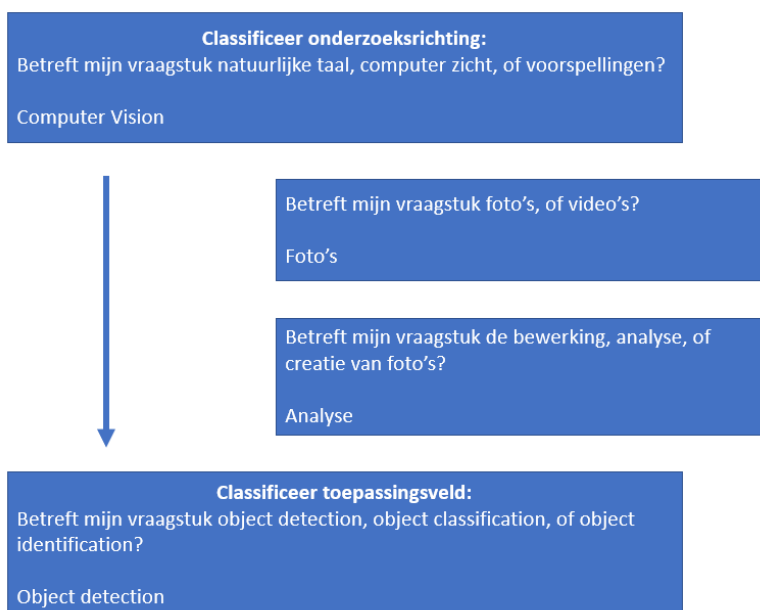 Classificeer onderzoeksrichting:
Betreft mijn vraagstuk natuurlijke taal, computer zicht, of voorspellingen?
Computer Vision
Betreft mijn vraagstuk foto's, of video's?
Foto's
Betreft mijn vraagstuk de bewerking, analyse, of
creatie van foto's?
Analyse
Classificeer toepassingsveld:
Betreft mijn vraagstuk object detection, object classification, of object
identification?
Object detection